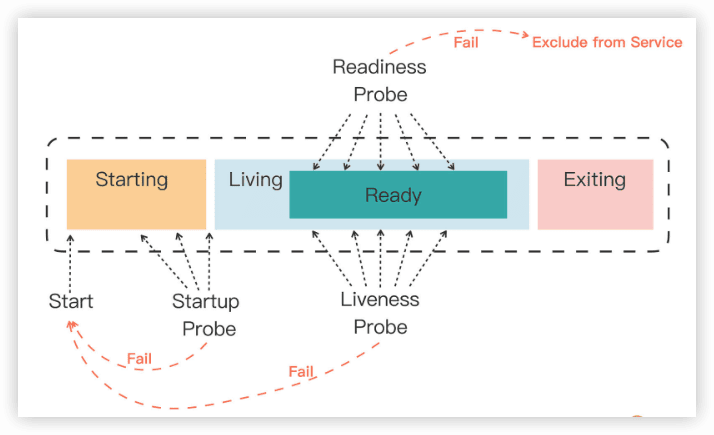 Fail
Exclude from Service
Readiness
Probe
Starting
Living
Ready
Exiting
Start
Startup
Probe
Liveness
Probe
Fail
Fail